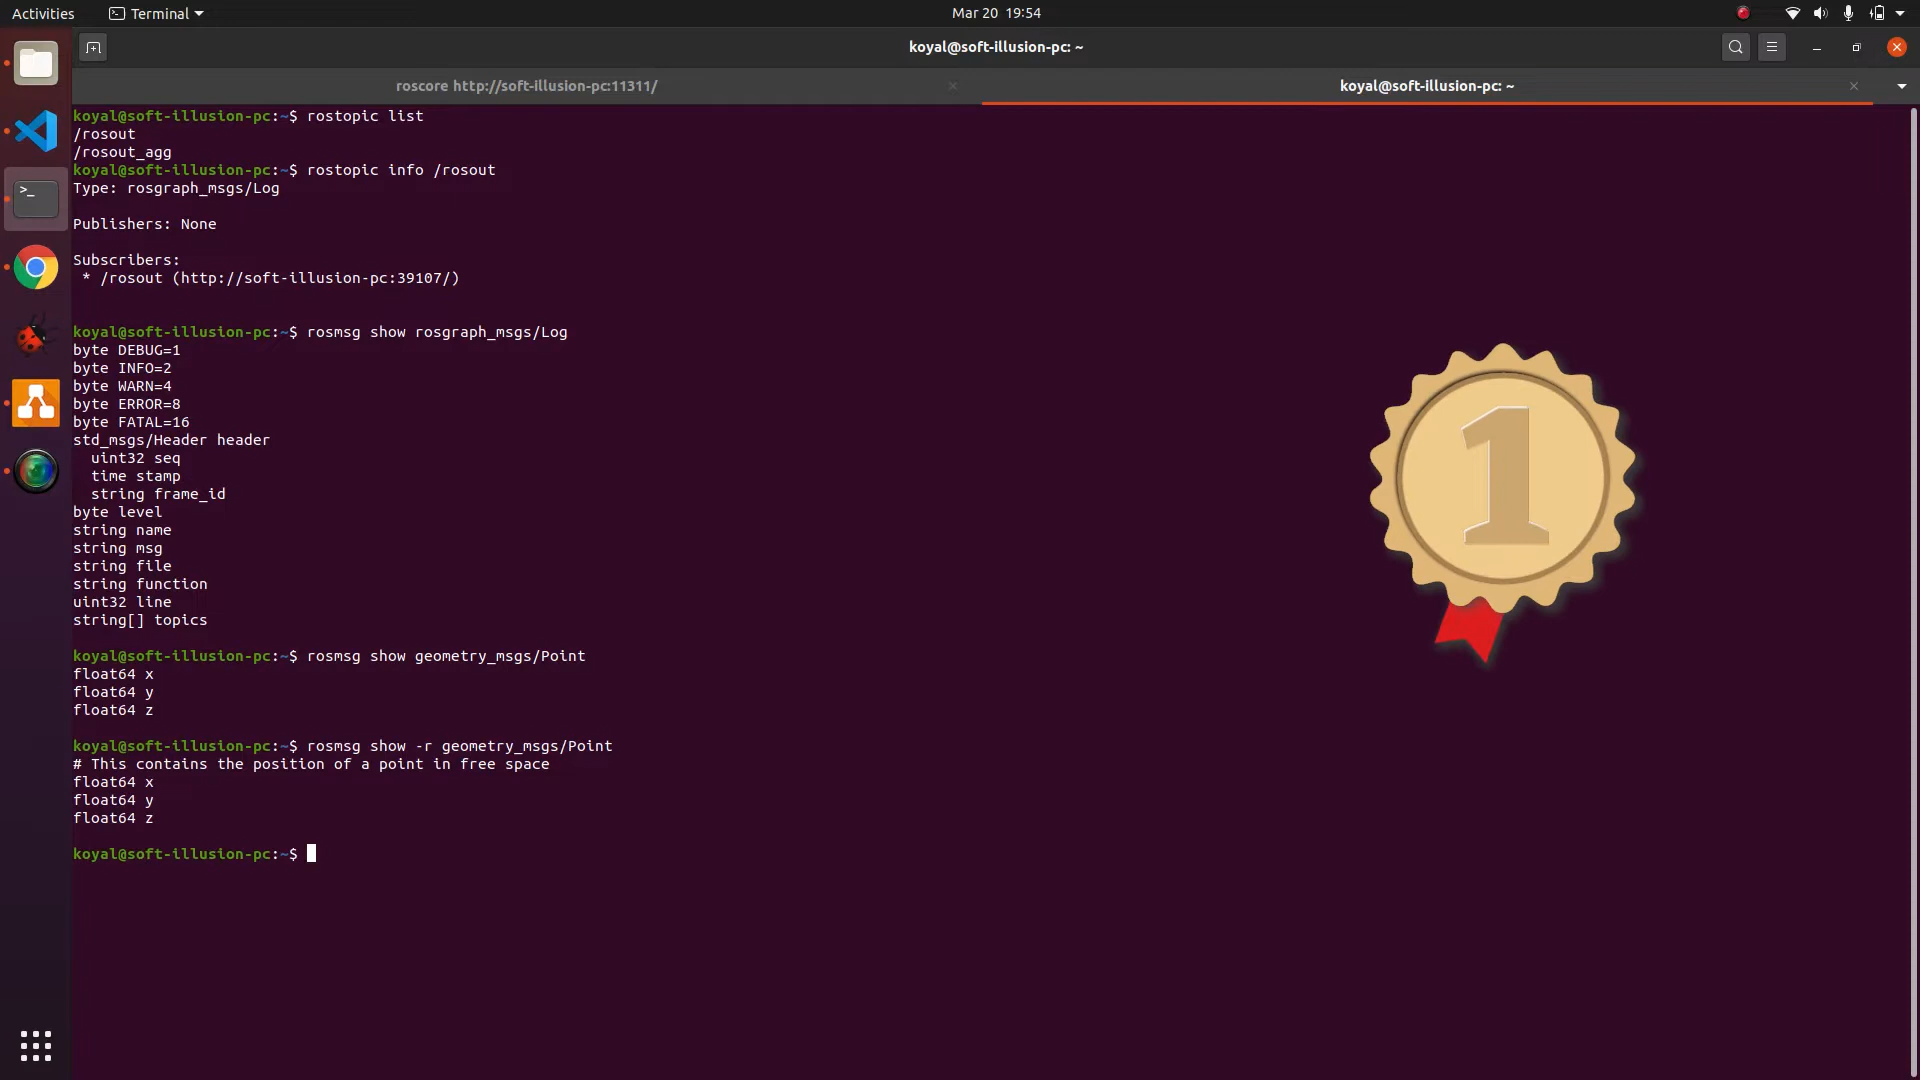 Activities
Terminal
Mar 20 19:54
koyal@soft-illusion-pc: ~
roscore http://soft-illusion-pc:11311/
koyal@soft-illusion-pc: ~
koyal@soft-illusion-pc:~$ rostopic list
/rosout
/rosout_agg
koyal@soft-illusion-pc:~$ rostopic info /rosout
Type: rosgraph_msgs/Log
Publishers: None
Subscribers:
* /rosout (http://soft-illusion-pc:39107/)
koyal@soft-illusion-pc:~$ rosmsg show rosgraph_msgs/Log
byte DEBUG=1
byte INFO=2
byte WARN=4
byte ERROR=8
byte FATAL=16
std_msgs/Header header
uint32 seq
time stamp
string frame_id
byte level
string name
string msg
string file
string function
uint32 line
string[] topics
koyal@soft-illusion-pc:~$ rosmsg show geometry_msgs/Point
float64 x
float64 y
float64 z
koyal@soft-illusion-pc:~$ rosmsg show -r geometry_msgs/Point
# This contains the position of a point in free space
float64 x
float64 y
float64 z
koyal@soft-illusion-pc:~$
1